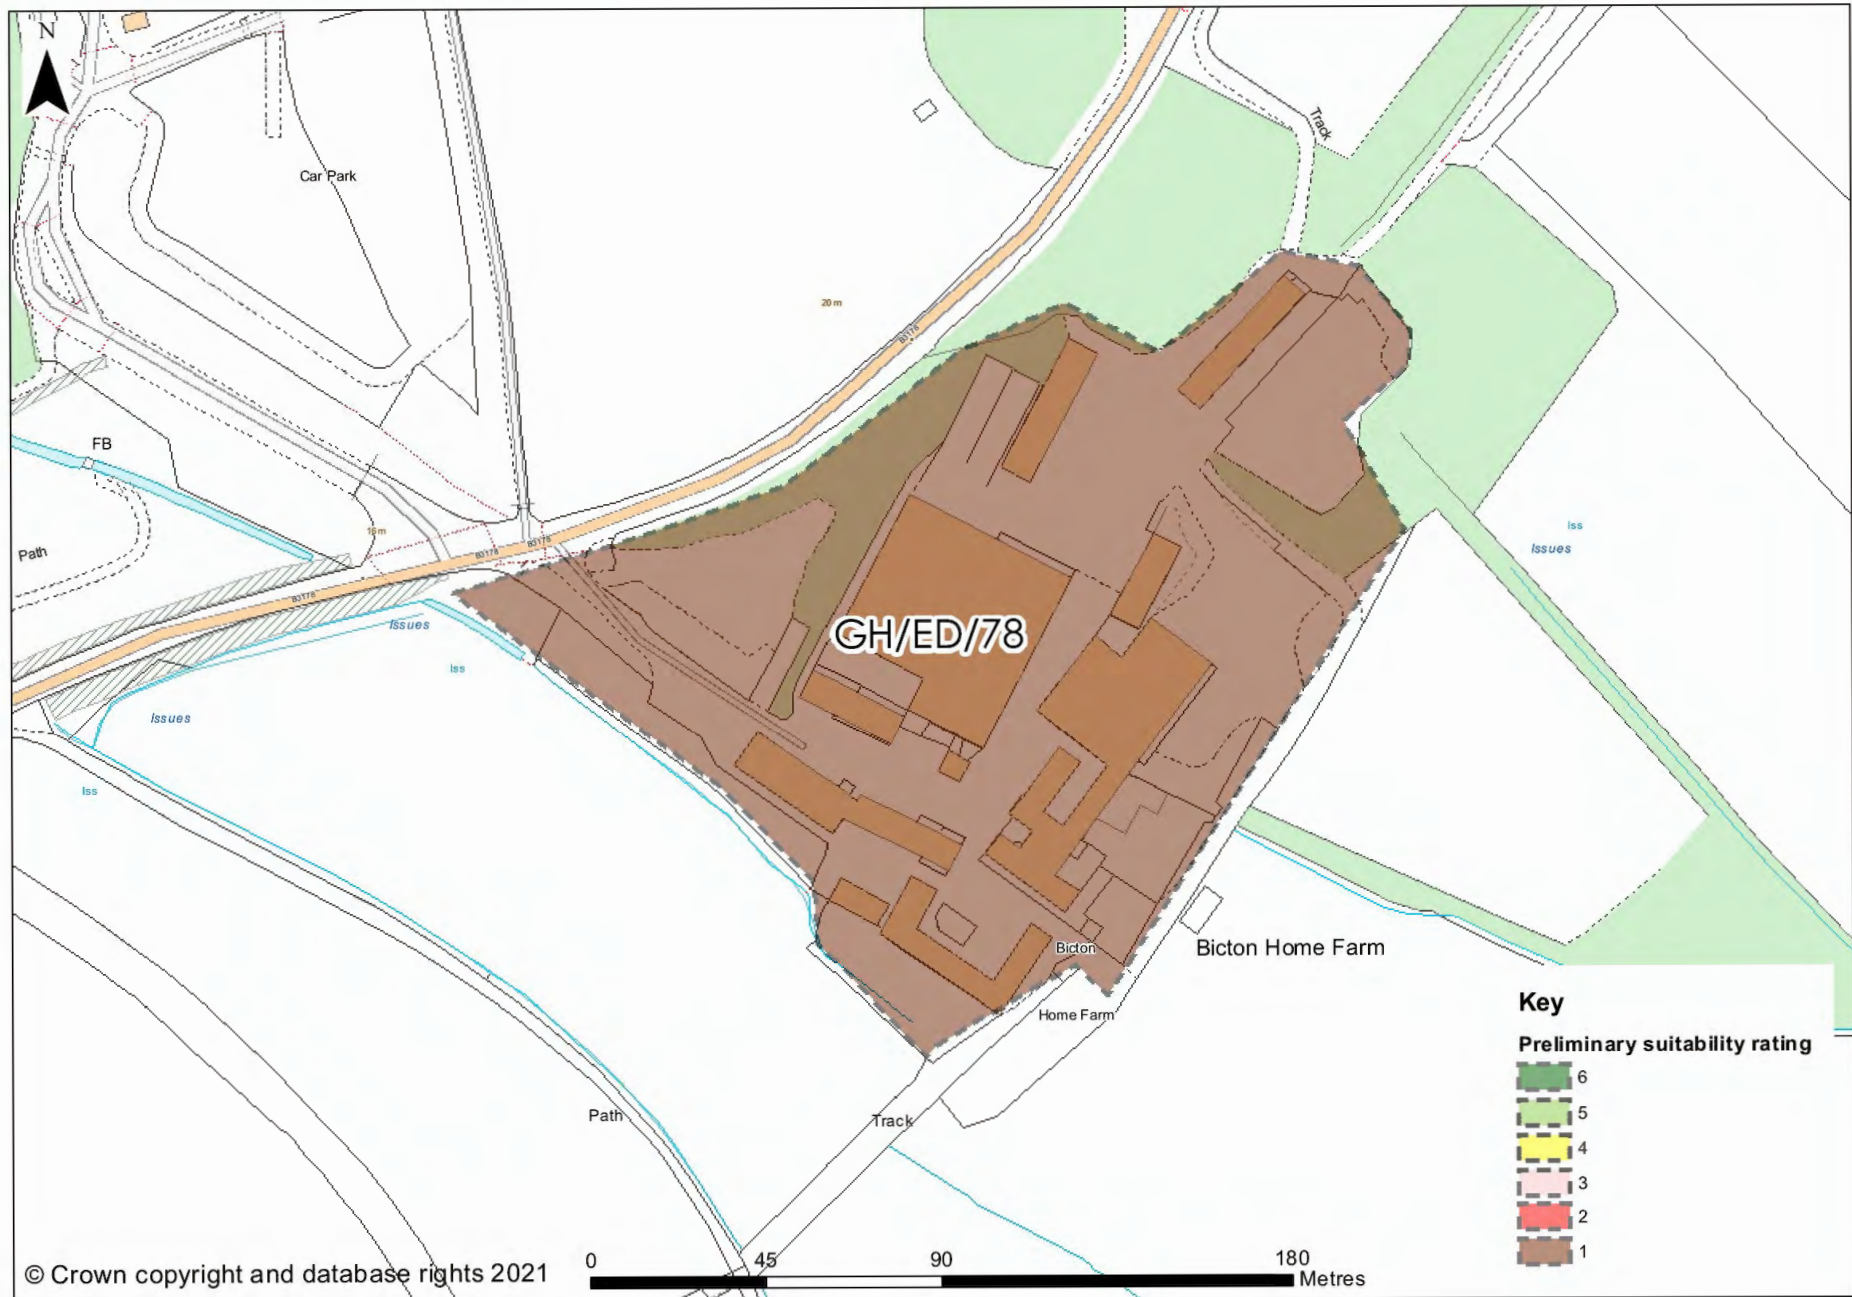 N
Car Park
Track
20 m
B3178
FB
15m
Path
B3178
B3178
B3178
Iss
Issues
Issues
Iss
Issues
Iss
GH/ED/78
Bicton
Bicton Home Farm
Home Farm
Path
Track
Key
Preliminary suitability rating
6
5
4
3
2
1
0
45
90
180
Metres
© Crown copyright and database rights 2021